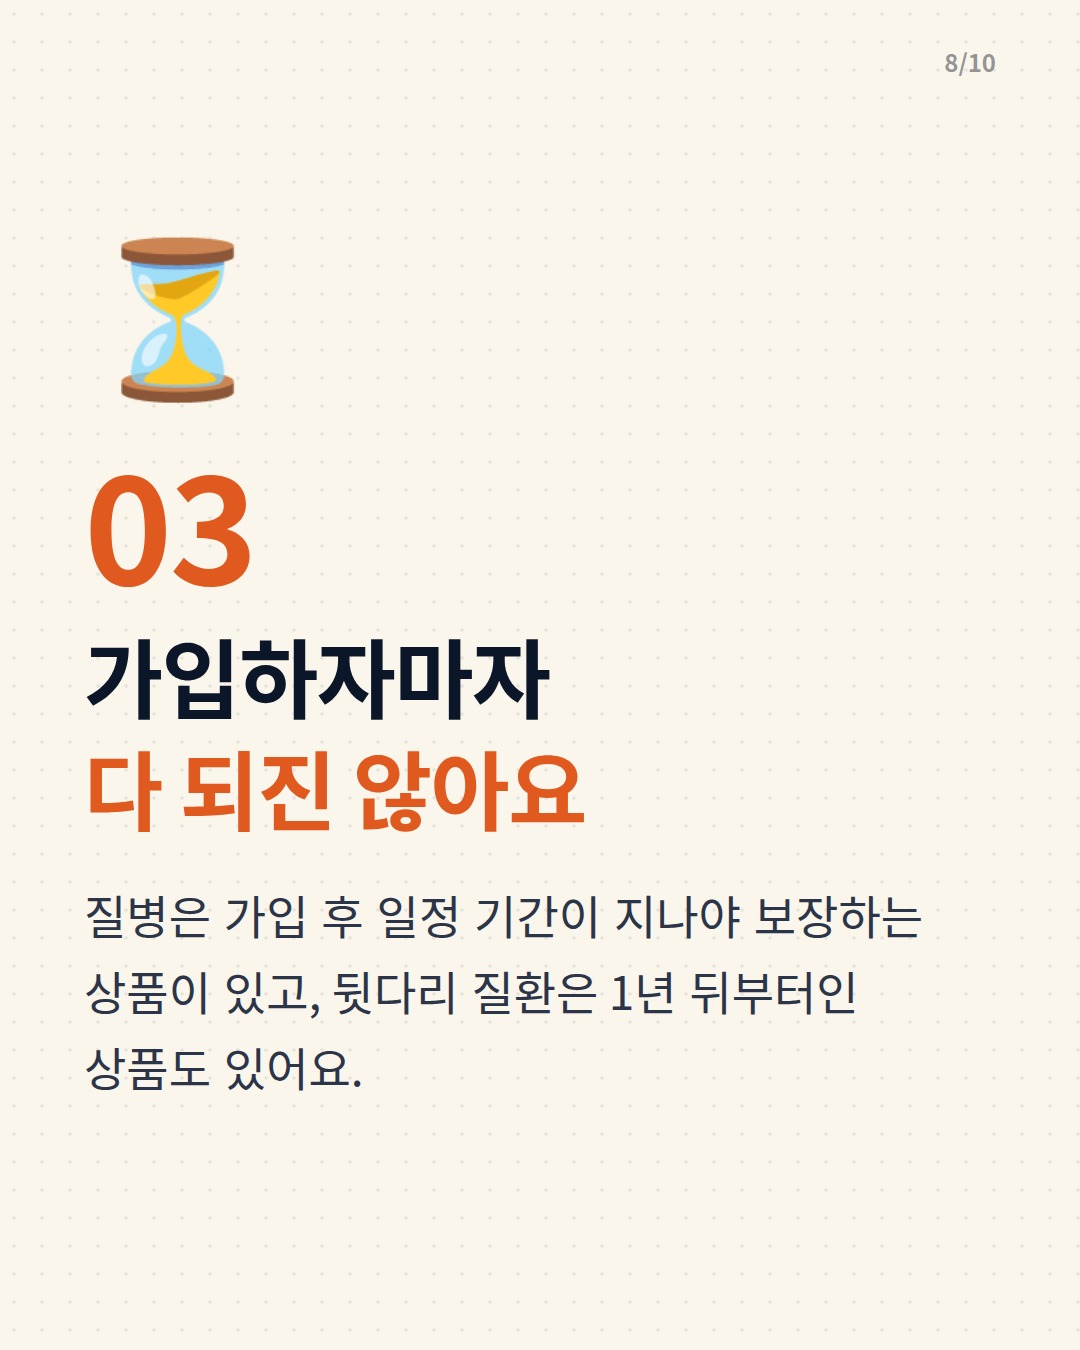 8/10
03
가입하자마자
다 되진 않아요
질병은 가입 후 일정 기간이 지나야 보장하는
상품이 있고, 뒷다리 질환은 1년 뒤부터인
상품도 있어요.